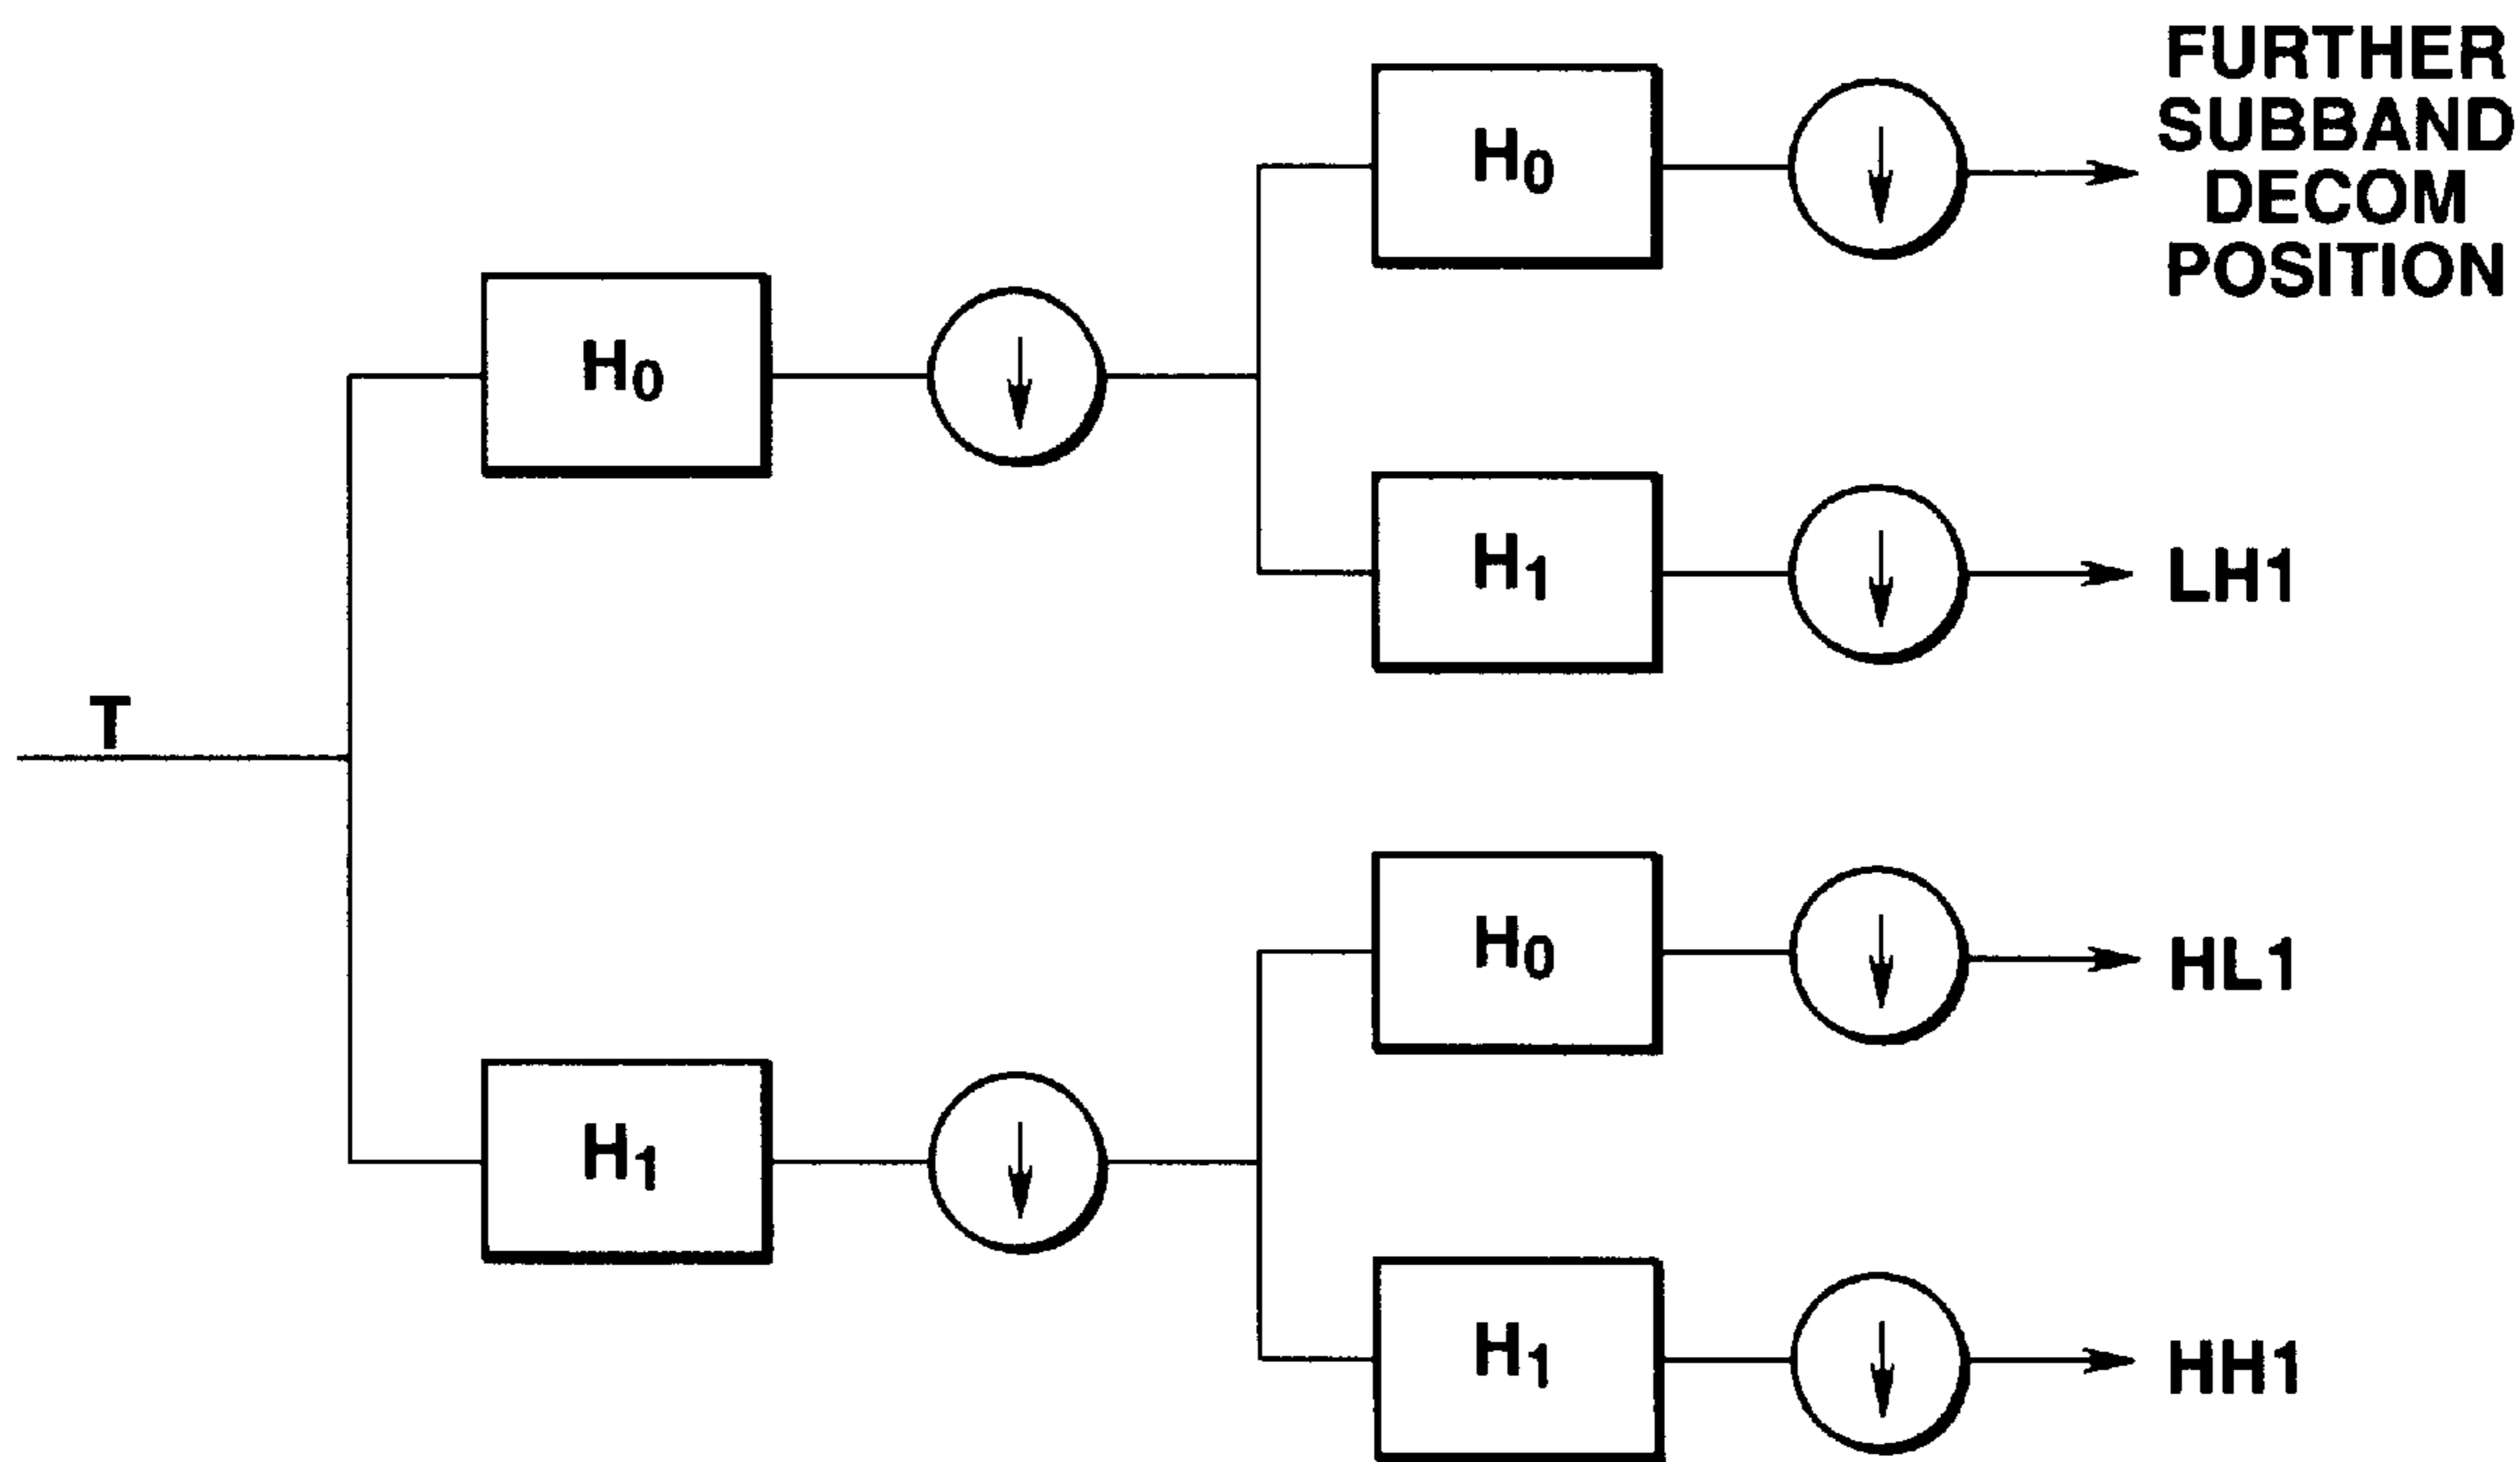 FURTHER
SUBBAND
DECOM
POSITION
H0
H0
H1
LH1
T
H0
HL1
H1
H1
HH1